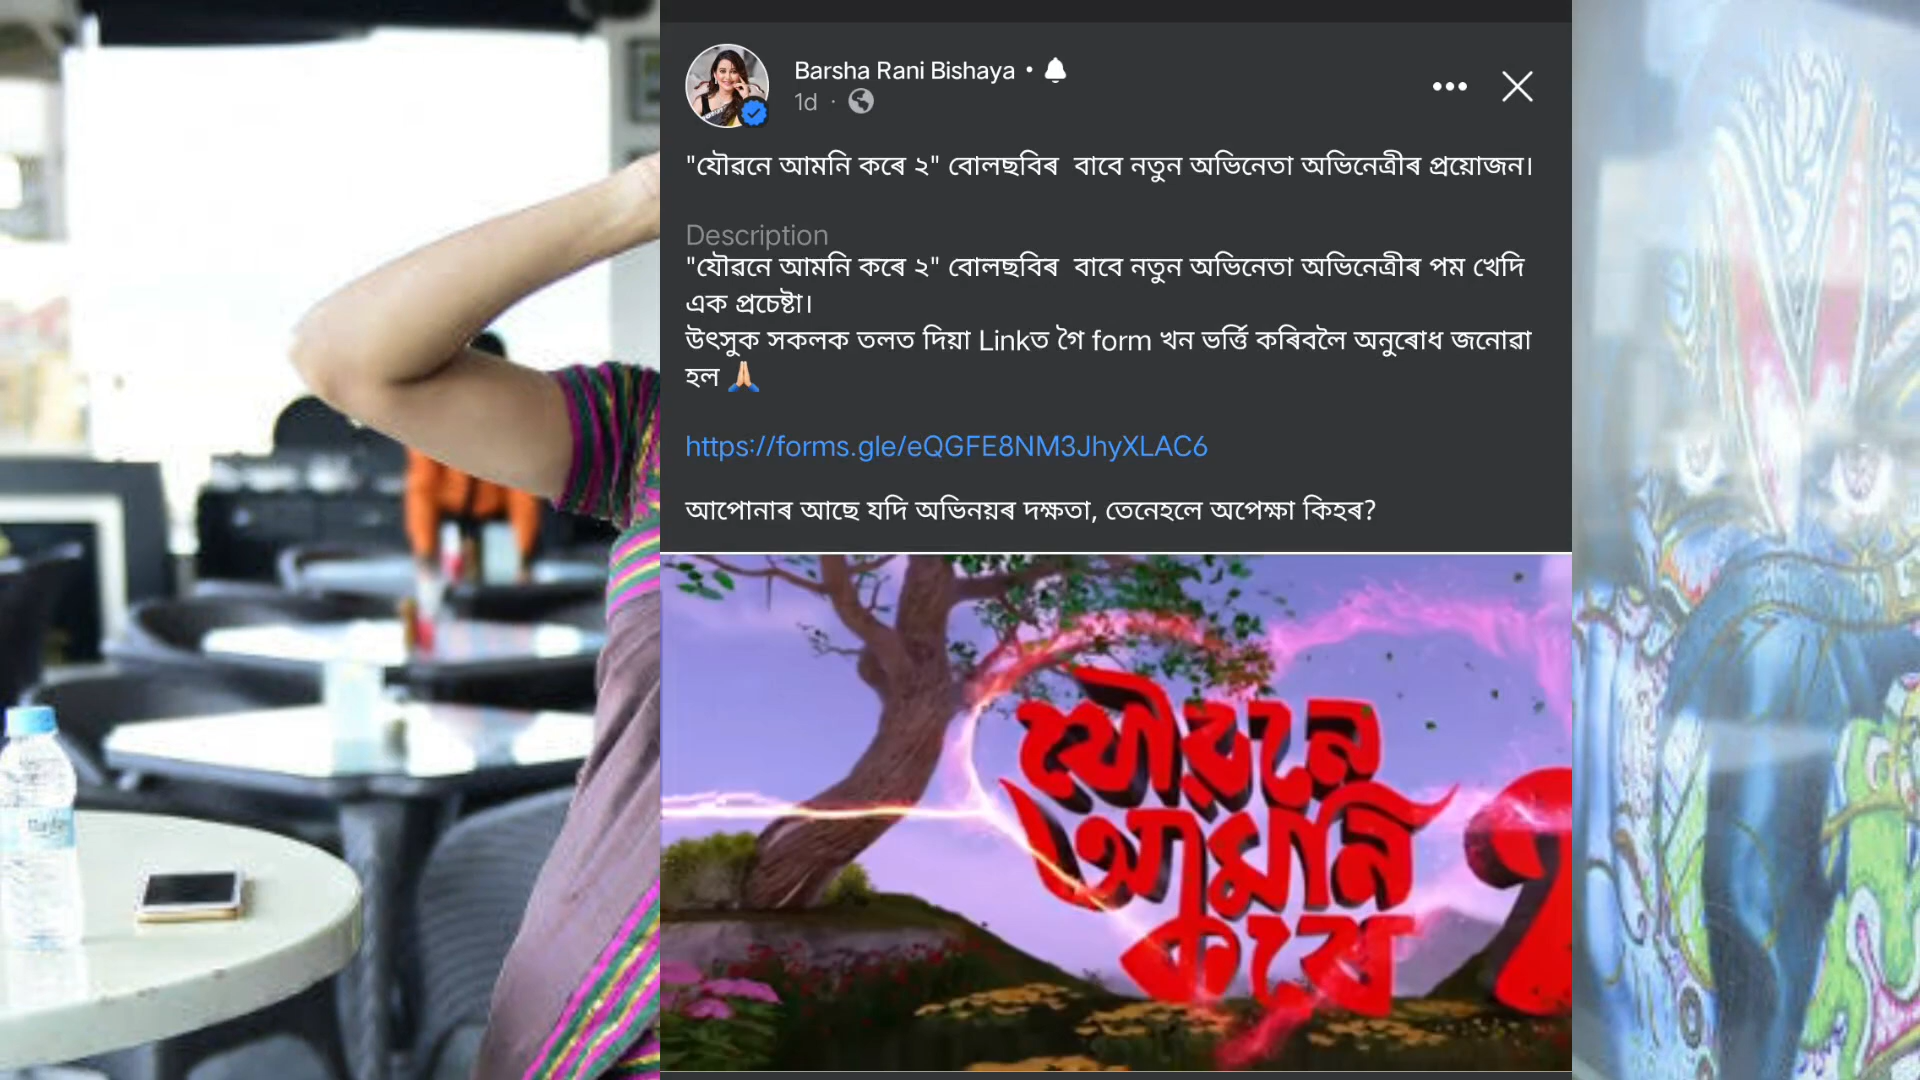 Barsha Rani Bishaya •
1d ·
"যৌৱনে আমনি কৰে ২" বোলছবিৰ বাবে নতুন অভিনেতা অভিনেত্ৰীৰ প্ৰয়োজন।
Description
"যৌৱনে আমনি কৰে ২" বোলছবিৰ বাবে নতুন অভিনেতা অভিনেত্ৰীৰ পম খেদি
এক প্ৰচেষ্টা।
উৎসুক সকলক তলত দিয়া Linkত গৈ form খন ভৰ্ত্তি কৰিবলৈ অনুৰোধ জনোৱা
হল 🙏🏻
https://forms.gle/eQGFE8NM3JhyXLAC6
আপোনাৰ আছে যদি অভিনয়ৰ দক্ষতা, তেনেহলে অপেক্ষা কিহৰ?
যৌৱনে
আমনি
কৰে
২